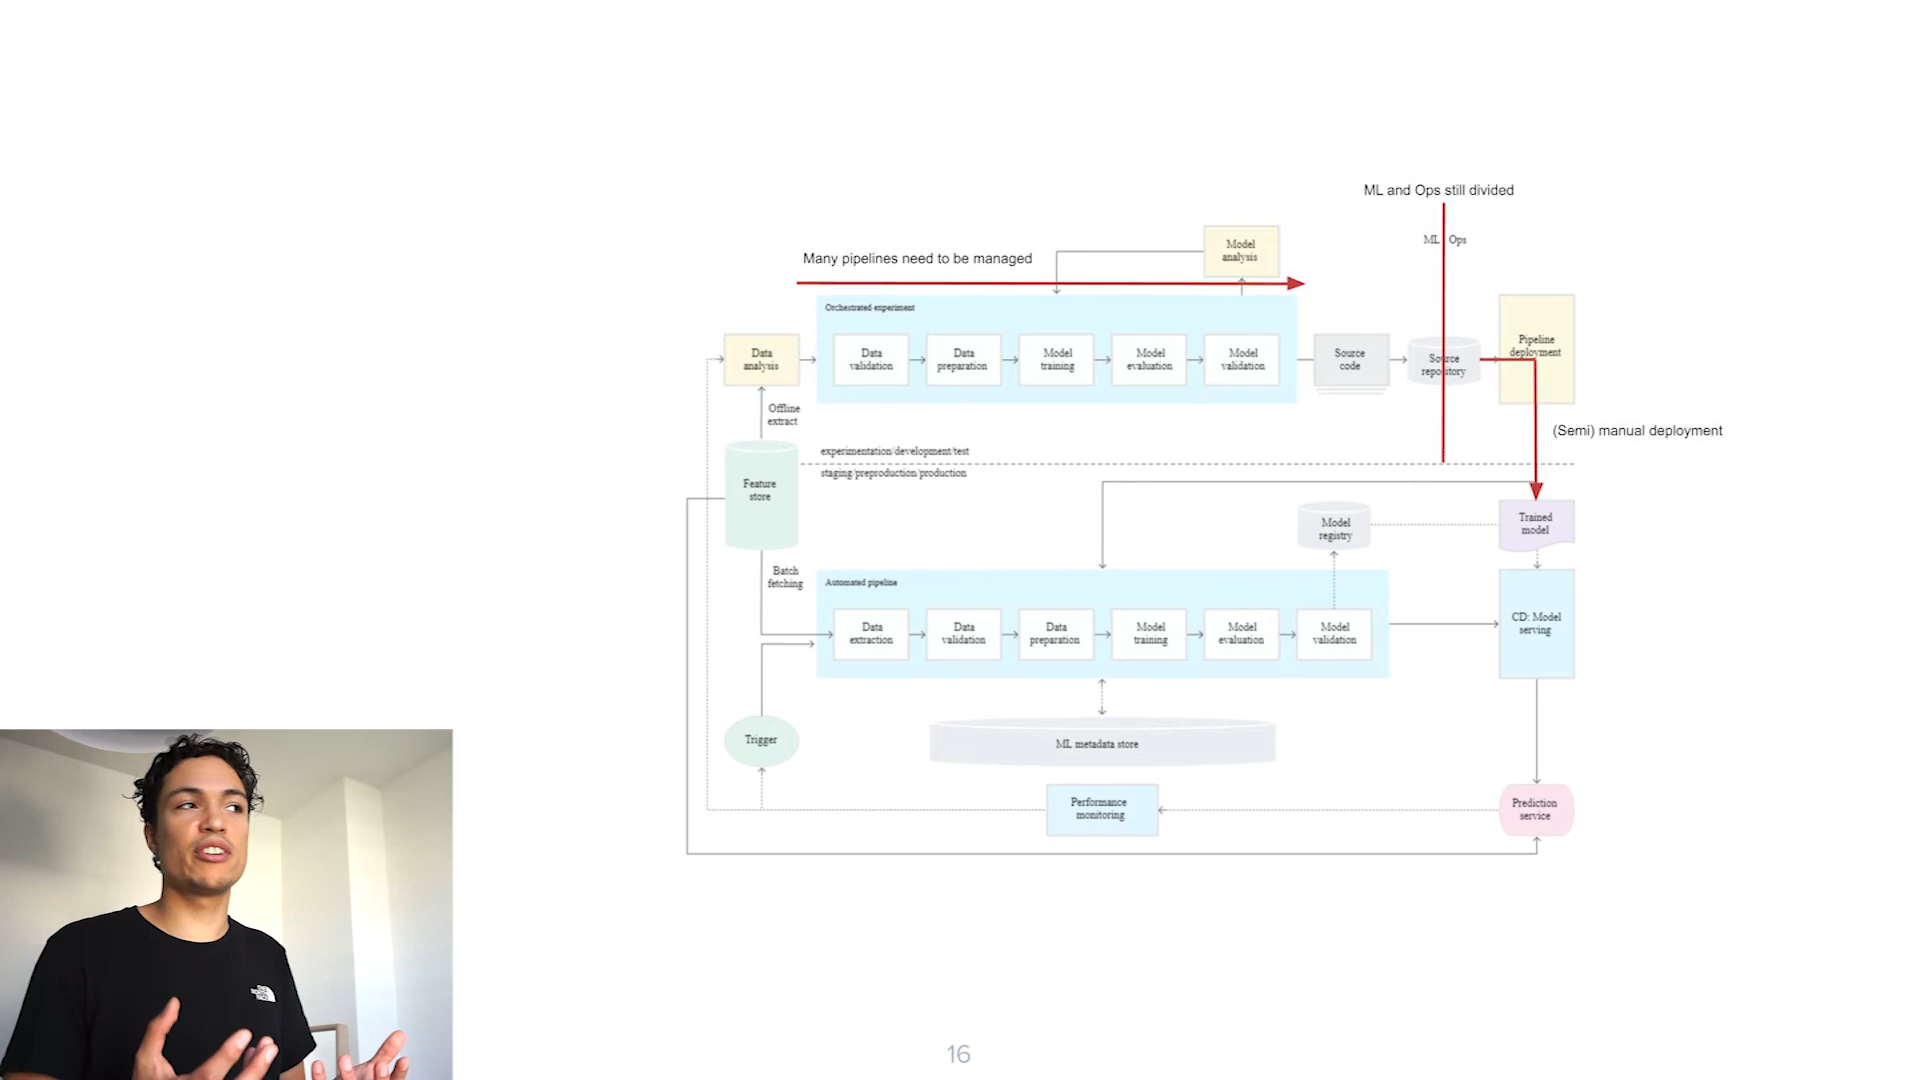 ML and Ops still divided
ML Ops
Many pipelines need to be managed
Model
analysis
Orchestrated experiment
Data
analysis
Data
validation
Data
preparation
Model
training
Model
evaluation
Model
validation
Source
code
Source
repository
Pipeline
deployment
Offline
extract
(Semi) manual deployment
experimentation/development/test
staging/preproduction/production
Feature
store
Model
registry
Trained
model
Batch
fetching
Automated pipeline
Data
extraction
Data
validation
Data
preparation
Model
training
Model
evaluation
Model
validation
CD: Model
serving
Trigger
ML metadata store
Performance
monitoring
Prediction
service
THE
NORTH
FACE
16